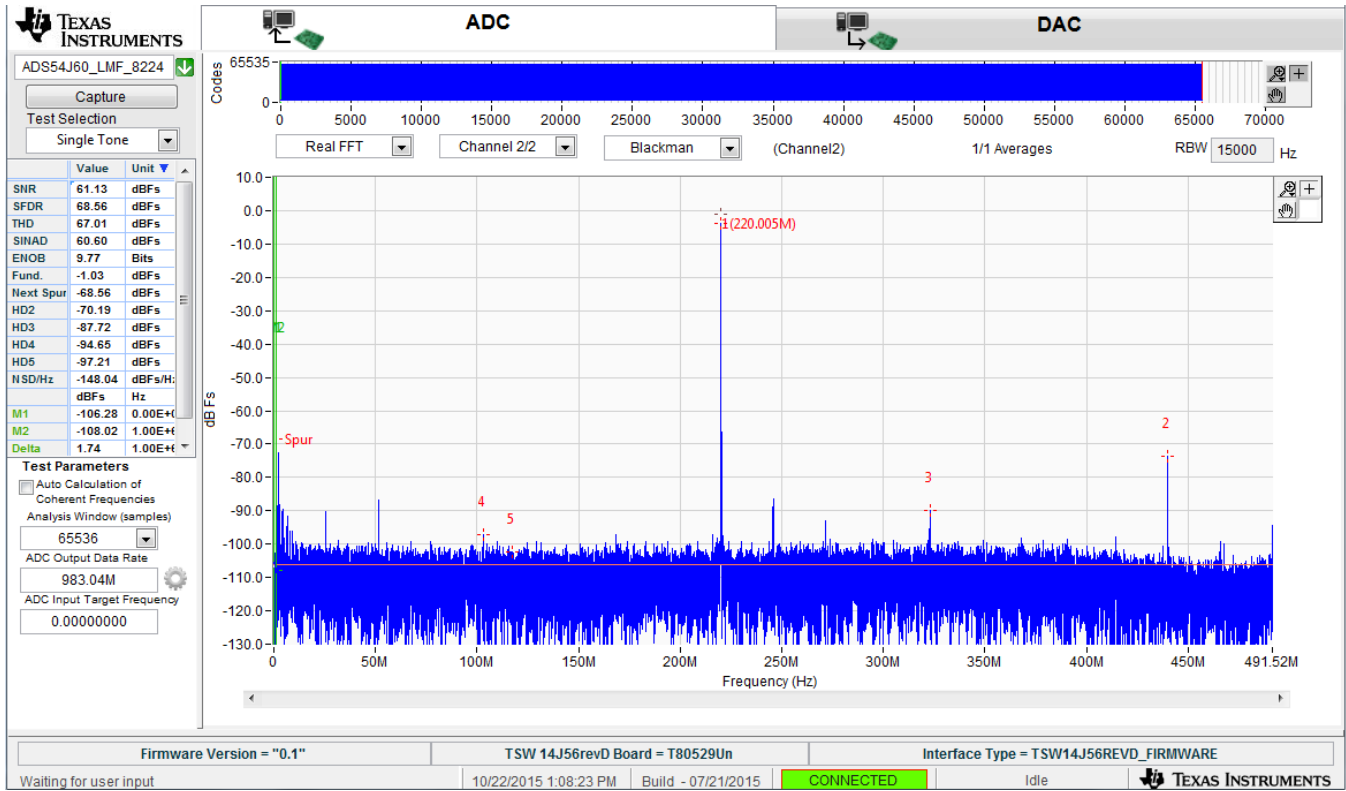 TEXAS
INSTRUMENTS
ADC
DAC
ADS54J60_LMF_8224
Capture
Test Selection
Single Tone
Codes
65535
0
0 5000 10000 15000 20000 25000 30000 35000 40000 45000 50000 55000 60000 65000 70000
Real FFT
Channel 2/2
Blackman
(Channel2)
1/1 Averages
RBW 15000 Hz
Value Unit
SNR 61.13 dBFs
SFDR 68.56 dBFs
THD 67.01 dBFs
SINAD 60.60 dBFs
ENOB 9.77 Bits
Fund. -1.03 dBFs
Next Spur -68.56 dBFs
HD2 -70.19 dBFs
HD3 -87.72 dBFs
HD4 -94.65 dBFs
HD5 -97.21 dBFs
NSD/Hz -148.04 dBFs/H
dBFs Hz
M1 -106.28 0.00E+
M2 -108.02 1.00E+
Delta 1.74 1.00E+
Test Parameters
Auto Calculation of
Coherent Frequencies
Analysis Window (samples)
65536
ADC Output Data Rate
983.04M
ADC Input Target Frequency
0.00000000
dB Fs
10.0
0.0
-10.0
-20.0
-30.0
-40.0
-50.0
-60.0
-70.0
-80.0
-90.0
-100.0
-110.0
-120.0
-130.0
1(220.005M)
Spur
2
3
4
5
0 50M 100M 150M 200M 250M 300M 350M 400M 450M 491.52M
Frequency (Hz)
Firmware Version = "0.1"
TSW 14J56revD Board = T80529Un
Interface Type = TSW14J56REVD_FIRMWARE
Waiting for user input
10/22/2015 1:08:23 PM
Build - 07/21/2015
CONNECTED
Idle
TEXAS INSTRUMENTS